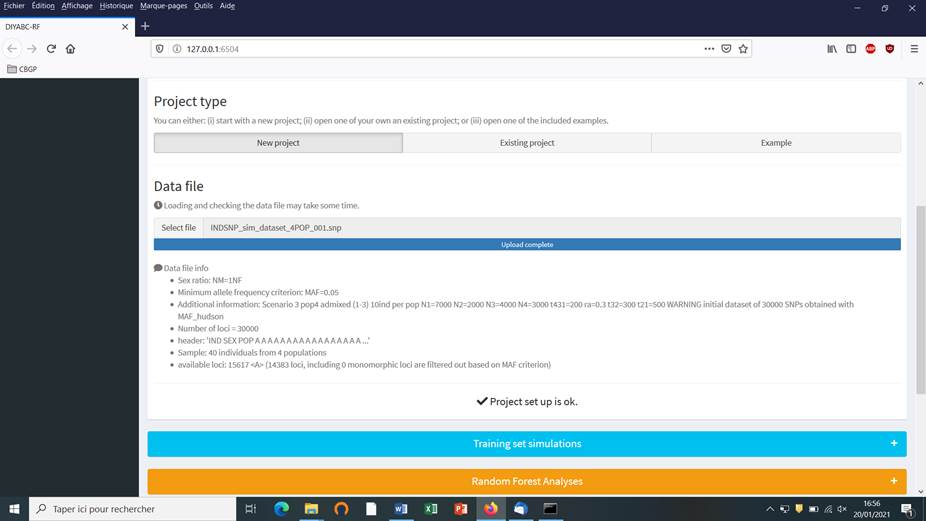 Fichier Édition Affichage Historique Marque-pages Outils Aide
DIYABC-RF
127.0.0.1:6504
CBGP
Project type
You can either: (i) start with a new project; (ii) open one of your own an existing project; or (iii) open one of the included examples.
New project Existing project Example
Data file
Loading and checking the data file may take some time.
Select file INDSNP_sim_dataset_4POP_001.snp
Upload complete
Data file info
Sex ratio: NM=1NF
Minimum allele frequency criterion: MAF=0.05
Additional information: Scenario 3 pop4 admixed (1-3) 10ind per pop N1=7000 N2=2000 N3=4000 N4=3000 t431=200 ra=0.3 t32=300 t21=500 WARNING initial dataset of 30000 SNPs obtained with
MAF_hudson
Number of loci = 30000
header: 'IND SEX POP A A A A A A A A A A A A A A A A A ...'
Sample: 40 individuals from 4 populations
available loci: 15617 <A> (14383 loci, including 0 monomorphic loci are filtered out based on MAF criterion)
Project set up is ok.
Training set simulations +
Random Forest Analyses +
Taper ici pour rechercher
16:56
20/01/2021